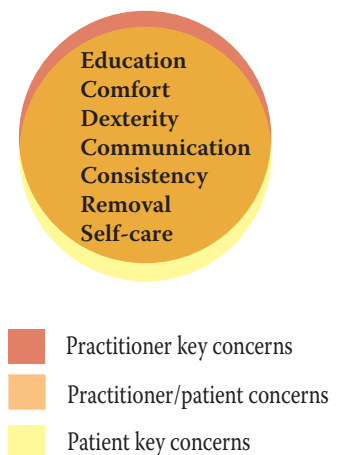 Education
Comfort
Dexterity
Communication
Consistency
Removal
Self-care
Practitioner key concerns
Practitioner/patient concerns
Patient key concerns